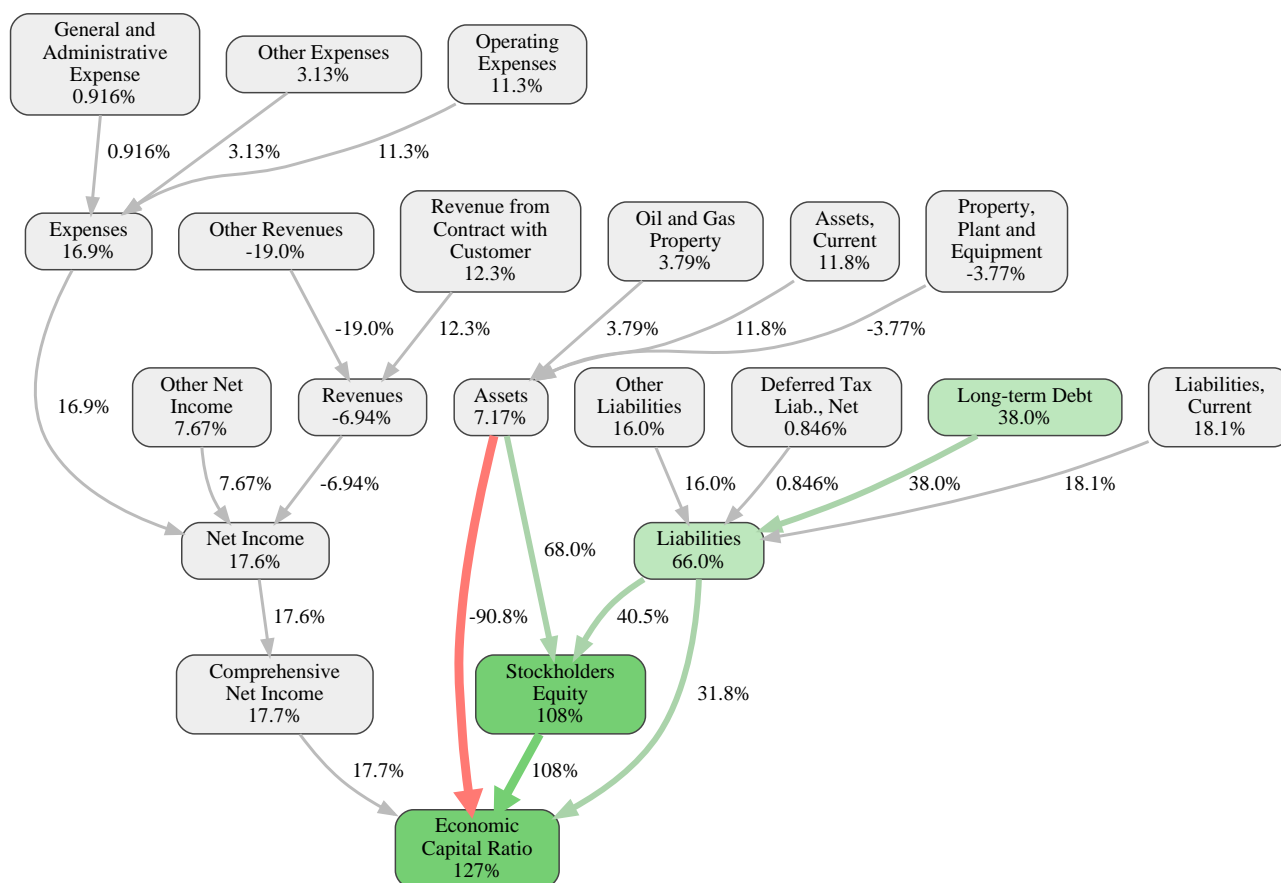 General and
Administrative
Expense
0.916%
Other Expenses
3.13%
Operating
Expenses
11.3%
0.916%
3.13%
11.3%
Expenses
16.9%
Other Revenues
-19.0%
Revenue from
Contract with
Customer
12.3%
Oil and Gas
Property
3.79%
Assets,
Current
11.8%
Property,
Plant and
Equipment
-3.77%
-19.0%
12.3%
3.79%
11.8%
-3.77%
16.9%
Other Net
Income
7.67%
Revenues
-6.94%
Assets
7.17%
Other
Liabilities
16.0%
Deferred Tax
Liab., Net
0.846%
Long-term Debt
38.0%
Liabilities,
Current
18.1%
7.67%
-6.94%
16.0%
0.846%
38.0%
18.1%
Net Income
17.6%
68.0%
Liabilities
66.0%
17.6%
-90.8%
40.5%
Comprehensive
Net Income
17.7%
Stockholders
Equity
108%
31.8%
17.7%
108%
Economic
Capital Ratio
127%